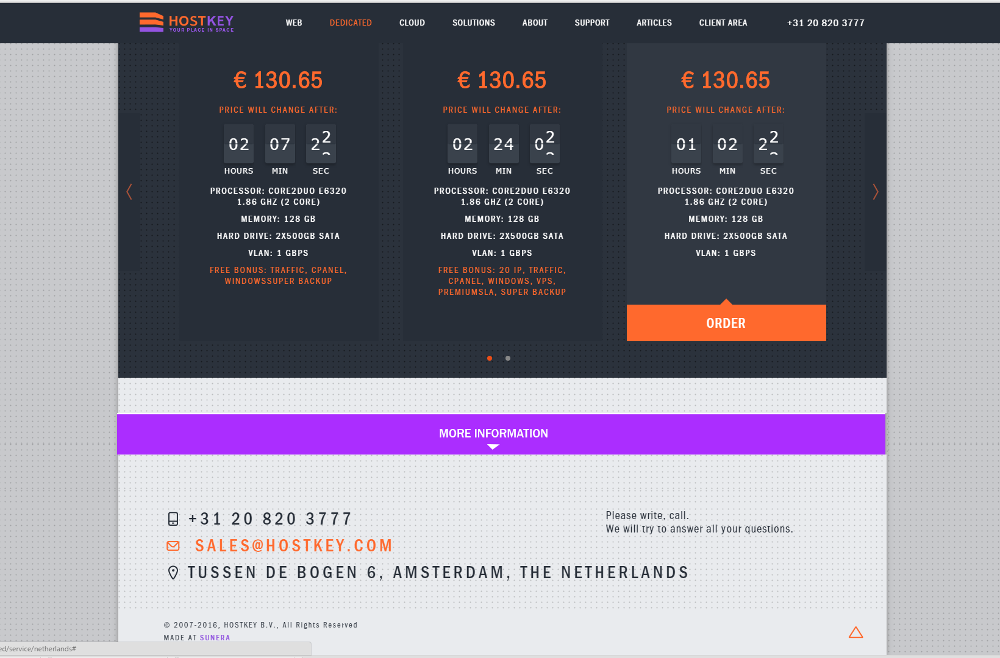 HOSTKEY
YOUR PLACE IN SPACE
WEB DEDICATED CLOUD SOLUTIONS ABOUT SUPPORT ARTICLES CLIENT AREA +31 20 820 3777
€ 130.65
PRICE WILL CHANGE AFTER:
02 07 22
HOURS MIN SEC
PROCESSOR: CORE2DUO E6320
1.86 GHZ (2 CORE)
MEMORY: 128 GB
HARD DRIVE: 2X500GB SATA
VLAN: 1 GBPS
FREE BONUS: TRAFFIC, CPANEL,
WINDOWSSUPER BACKUP
€ 130.65
PRICE WILL CHANGE AFTER:
02 24 02
HOURS MIN SEC
PROCESSOR: CORE2DUO E6320
1.86 GHZ (2 CORE)
MEMORY: 128 GB
HARD DRIVE: 2X500GB SATA
VLAN: 1 GBPS
FREE BONUS: 20 IP, TRAFFIC,
CPANEL, WINDOWS, VPS,
PREMIUMSLA, SUPER BACKUP
€ 130.65
PRICE WILL CHANGE AFTER:
01 02 22
HOURS MIN SEC
PROCESSOR: CORE2DUO E6320
1.86 GHZ (2 CORE)
MEMORY: 128 GB
HARD DRIVE: 2X500GB SATA
VLAN: 1 GBPS
ORDER
MORE INFORMATION
+31 20 820 3777
SALES@HOSTKEY.COM
TUSSEN DE BOGEN 6, AMSTERDAM, THE NETHERLANDS
Please write, call.
We will try to answer all your questions.
© 2007-2016, HOSTKEY B.V., All Rights Reserved
MADE AT SUNERA
ed/service/netherlands#